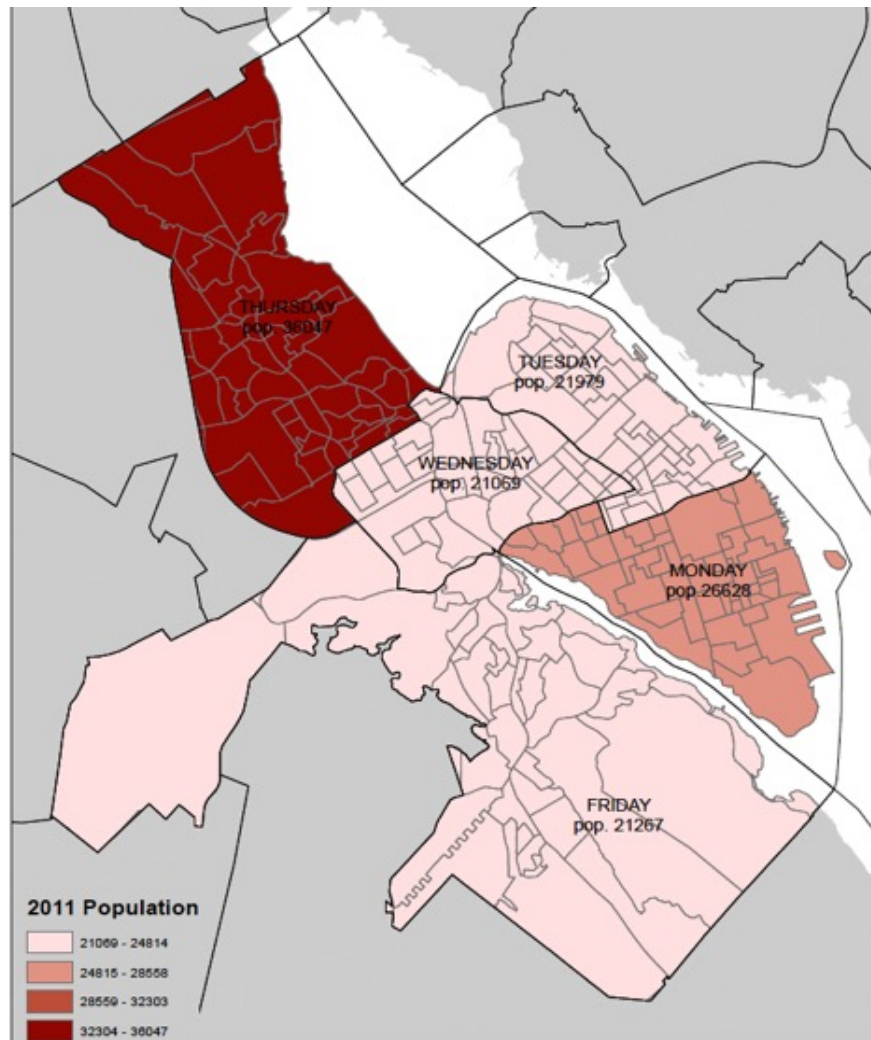 THURSDAY
pop. 36047
TUESDAY
pop. 21979
WEDNESDAY
pop. 21069
MONDAY
pop.26628
FRIDAY
pop. 21267
2011 Population
21069 - 24814
24815 - 28558
28559 - 32303
32304 - 36047